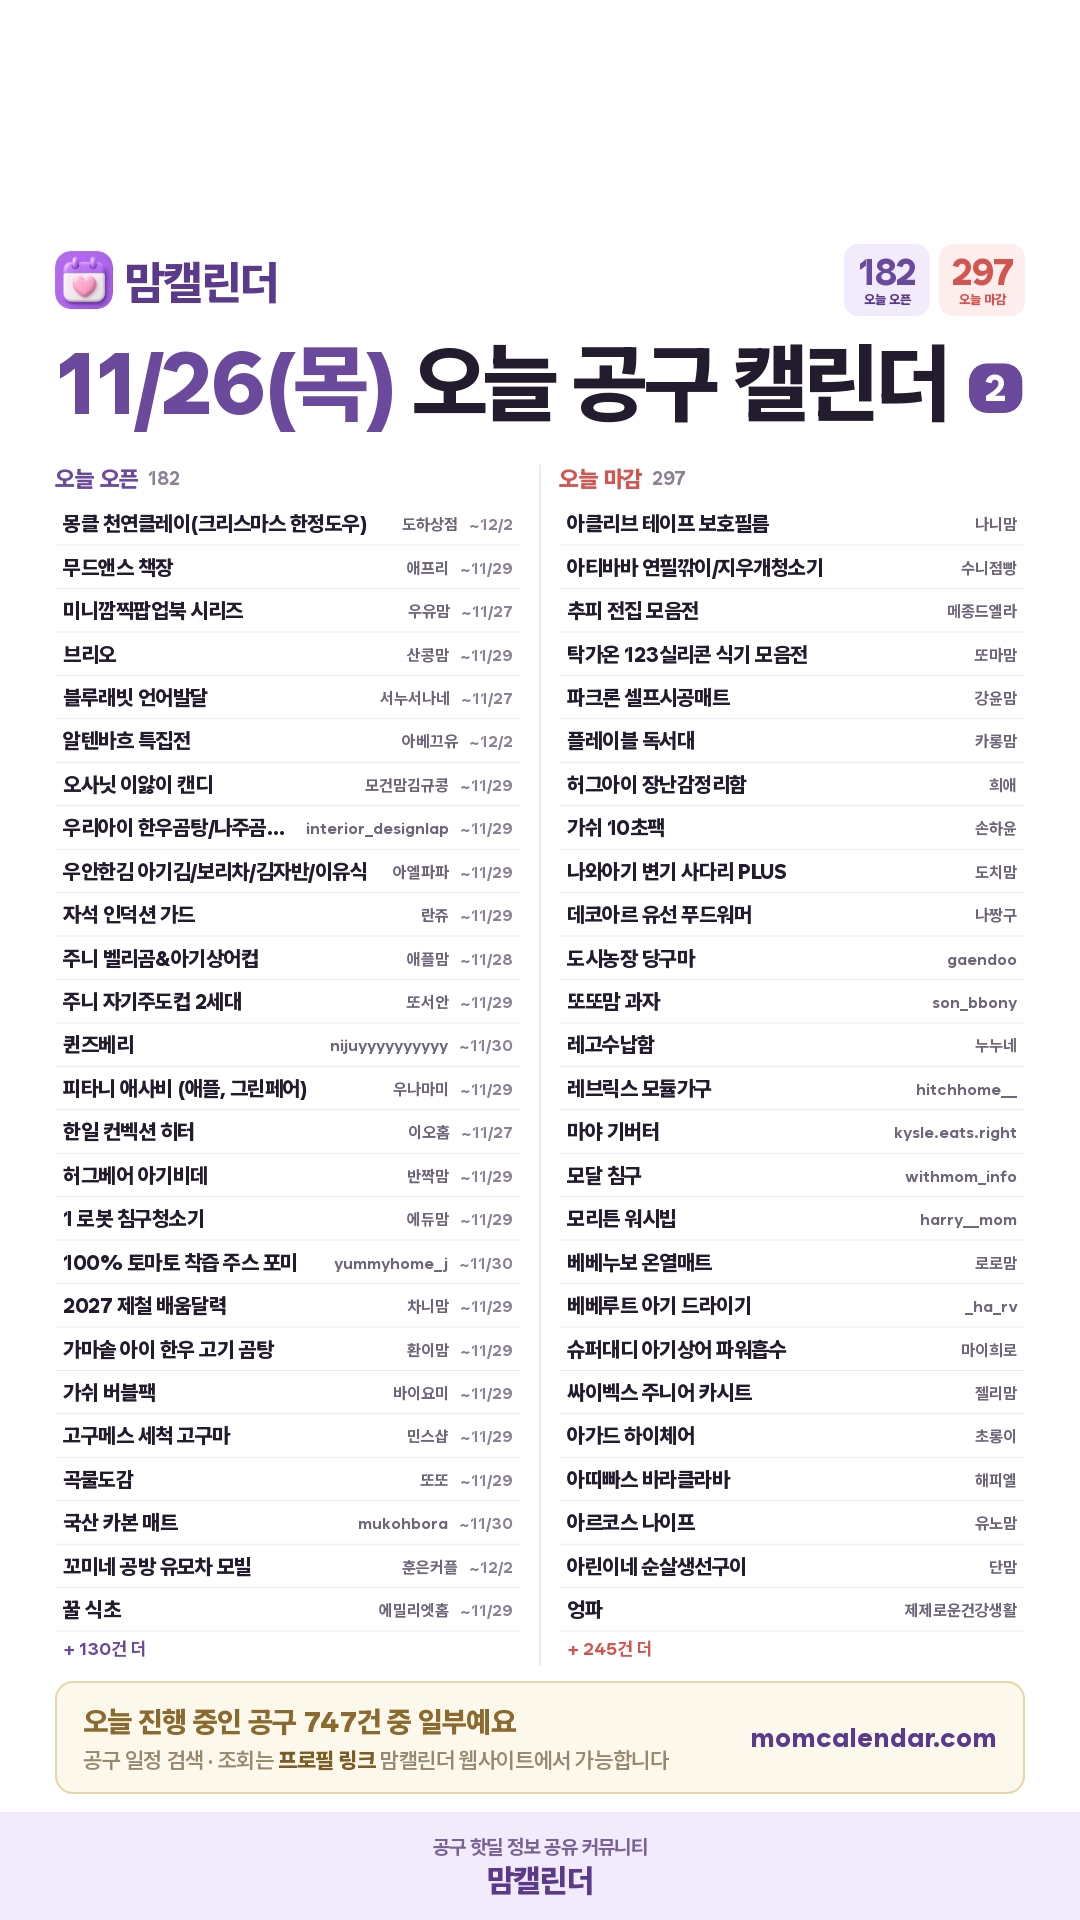 맘캘린더
182 오늘 오픈
297 오늘 마감
11/26(목) 오늘 공구 캘린더 2
오늘 오픈 182
몽클 천연클레이(크리스마스 한정도우) 도하상점 ~12/2
무드앤스 책장 애프리 ~11/29
미니깜찍팝업북 시리즈 우유맘 ~11/27
브리오 산콩맘 ~11/29
블루래빗 언어발달 서누서나네 ~11/27
알텐바흐 특집전 아베끄유 ~12/2
오사닛 이앓이 캔디 모건맘김규콩 ~11/29
우리아이 한우곰탕/나주곰... interior_designlap ~11/29
우안한김 아기김/보리차/김자반/이유식 아엘파파 ~11/29
자석 인덕션 가드 란쥬 ~11/29
주니 벨리곰&아기상어컵 애플맘 ~11/28
주니 자기주도컵 2세대 또서안 ~11/29
퀸즈베리 nijuyyyyyyyyyy ~11/30
피타니 애사비 (애플, 그린페어) 우나마미 ~11/29
한일 컨벡션 히터 이오홈 ~11/27
허그베어 아기비데 반짝맘 ~11/29
1 로봇 침구청소기 에듀맘 ~11/29
100% 토마토 착즙 주스 포미 yummyhome_j ~11/30
2027 제철 배움달력 차니맘 ~11/29
가마솥 아이 한우 고기 곰탕 환이맘 ~11/29
가쉬 버블팩 바이요미 ~11/29
고구메스 세척 고구마 민스샵 ~11/29
곡물도감 또또 ~11/29
국산 카본 매트 mukohbora ~11/30
꼬미네 공방 유모차 모빌 훈은커플 ~12/2
꿀 식초 에밀리엣홈 ~11/29
+ 130건 더
오늘 마감 297
아클리브 테이프 보호필름 나니맘
아티바바 연필깎이/지우개청소기 수니점빵
추피 전집 모음전 메종드엘라
탁가온 123실리콘 식기 모음전 또마맘
파크론 셀프시공매트 강윤맘
플레이블 독서대 카롱맘
허그아이 장난감정리함 희애
가쉬 10초팩 손하윤
나와아기 변기 사다리 PLUS 도치맘
데코아르 유선 푸드워머 나짱구
도시농장 당구마 gaendoo
또또맘 과자 son_bbony
레고수납함 누누네
레브릭스 모듈가구 hitchhome__
마야 기버터 kysle.eats.right
모달 침구 withmom_info
모리튼 워시빕 harry__mom
베베누보 온열매트 로로맘
베베루트 아기 드라이기 _ha_rv
슈퍼대디 아기상어 파워흡수 마이희로
싸이벡스 주니어 카시트 젤리맘
아가드 하이체어 초롱이
아띠빠스 바라클라바 해피엘
아르코스 나이프 유노맘
아린이네 순살생선구이 단맘
엉파 제제로운건강생활
+ 245건 더
오늘 진행 중인 공구 747건 중 일부예요
공구 일정 검색 · 조회는 프로필 링크 맘캘린더 웹사이트에서 가능합니다
momcalendar.com
공구 핫딜 정보 공유 커뮤니티
맘캘린더